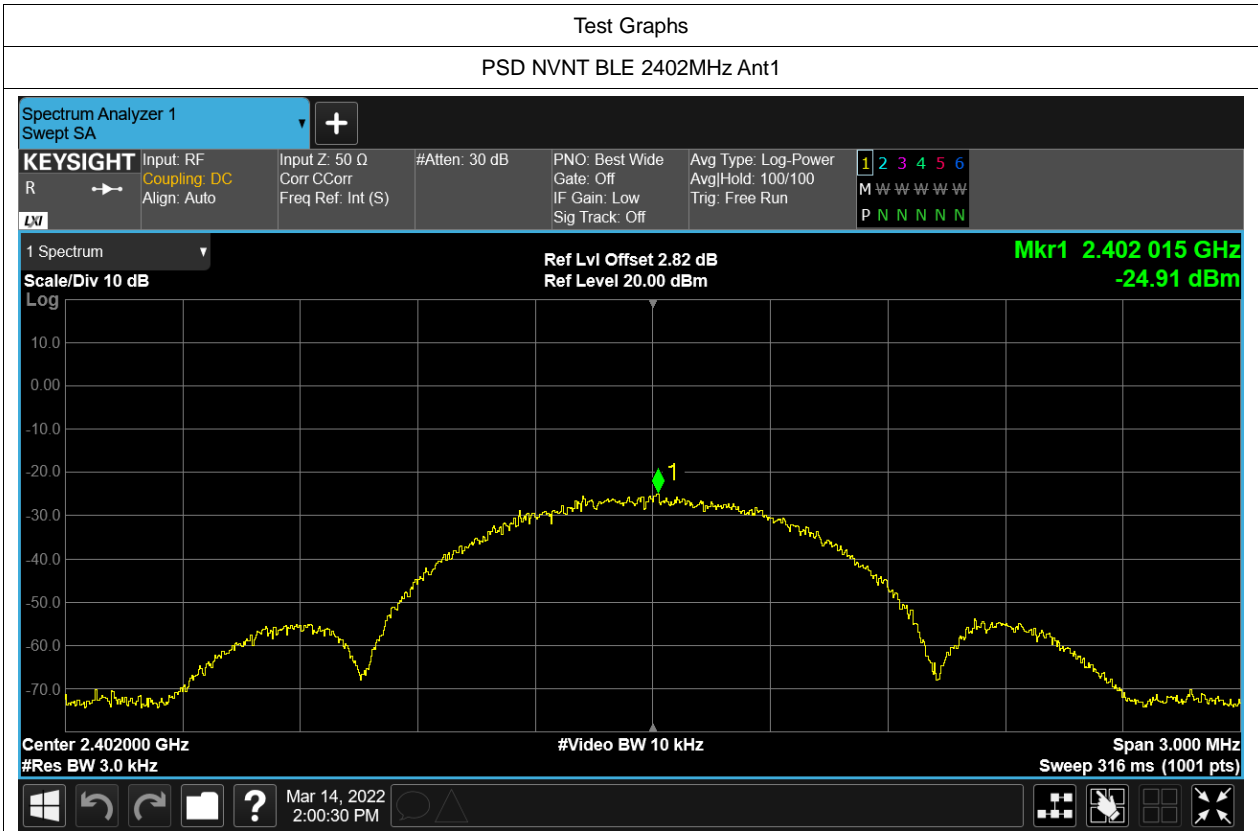 Test Graphs
PSD NVNT BLE 2402MHz Ant1
Spectrum Analyzer 1
Swept SA
KEYSIGHT
R
LXI
Input: RF
Coupling: DC
Align: Auto
Input Z: 50 Ω
Corr CCorr
Freq Ref: Int (S)
#Atten: 30 dB
PNO: Best Wide
Gate: Off
IF Gain: Low
Sig Track: Off
Avg Type: Log-Power
Avg|Hold: 100/100
Trig: Free Run
1 2 3 4 5 6
M W W W W W
P N N N N N
1 Spectrum
Scale/Div 10 dB
Log
Ref Lvl Offset 2.82 dB
Ref Level 20.00 dBm
Mkr1 2.402 015 GHz
-24.91 dBm
10.0
0.00
-10.0
-20.0
-30.0
-40.0
-50.0
-60.0
-70.0
1
Center 2.402000 GHz
#Res BW 3.0 kHz
#Video BW 10 kHz
Span 3.000 MHz
Sweep 316 ms (1001 pts)
?
Mar 14, 2022
2:00:30 PM